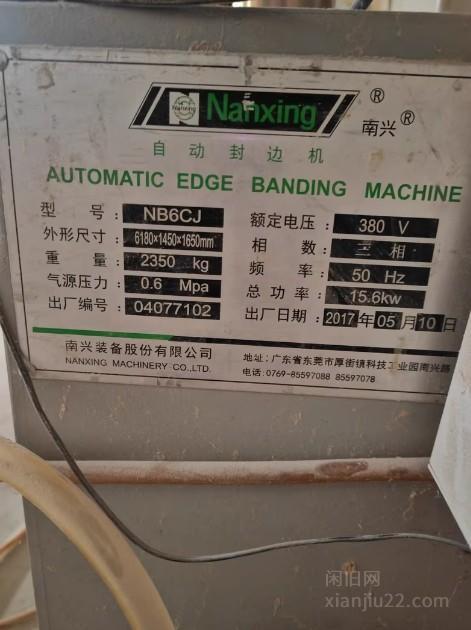 Nanxing
Nanxing ®
南兴 ®
自动封边机
AUTOMATIC EDGE BANDING MACHINE
型 号: NB6CJ
额定电压: 380 V
外形尺寸: 6180×1450×1650mm
相 数: 三相
重 量: 2350 kg
频 率: 50 Hz
气源压力: 0.6 Mpa
总 功 率: 15.6kw
出厂编号: 04077102
出厂日期: 2017年05月10日
南兴装备股份有限公司
NANXING MACHINERY CO.,LTD.
地址:广东省东莞市厚街镇科技工业园南兴路
电话:0769-85597088 85597078
闲旧网
xianjiu22.com